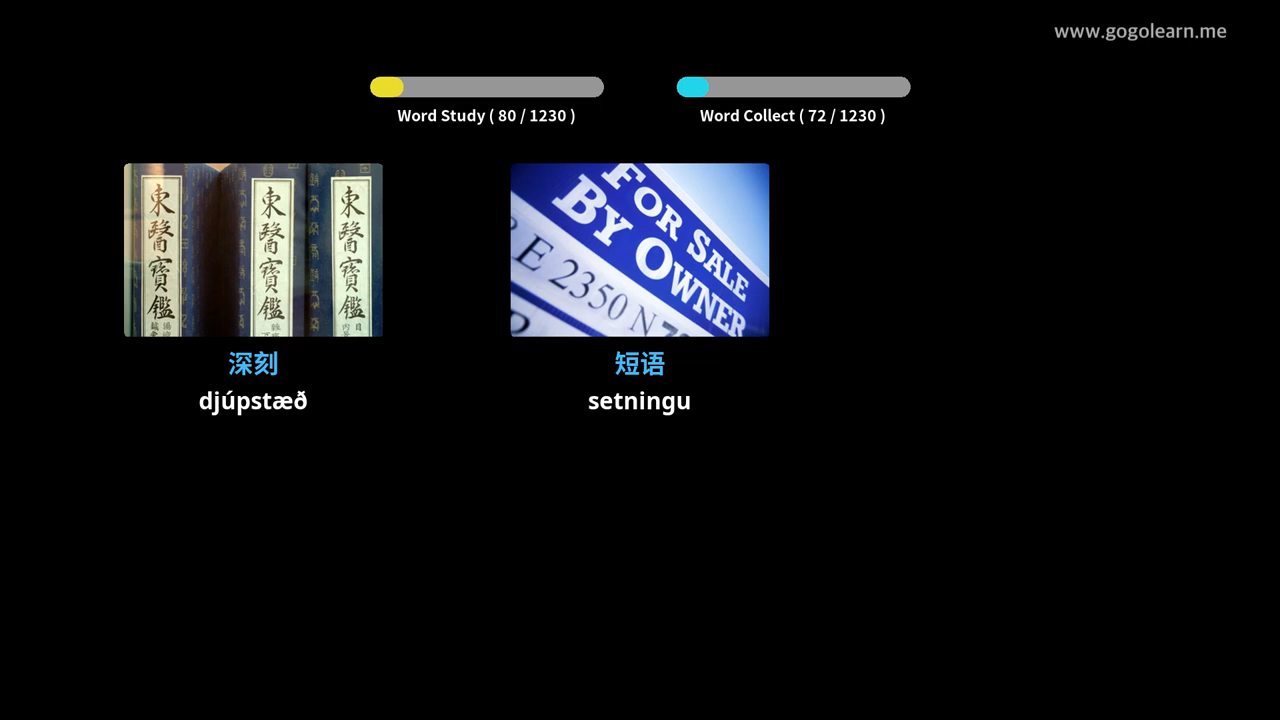 www.gogolearn.me
Word Study ( 80 / 1230 )
Word Collect ( 72 / 1230 )
東醫寶鑑
東醫寶鑑
東醫寶鑑
FOR SALE
BY OWNER
E 2350 N
深刻
短语
djúpstæð
setningu